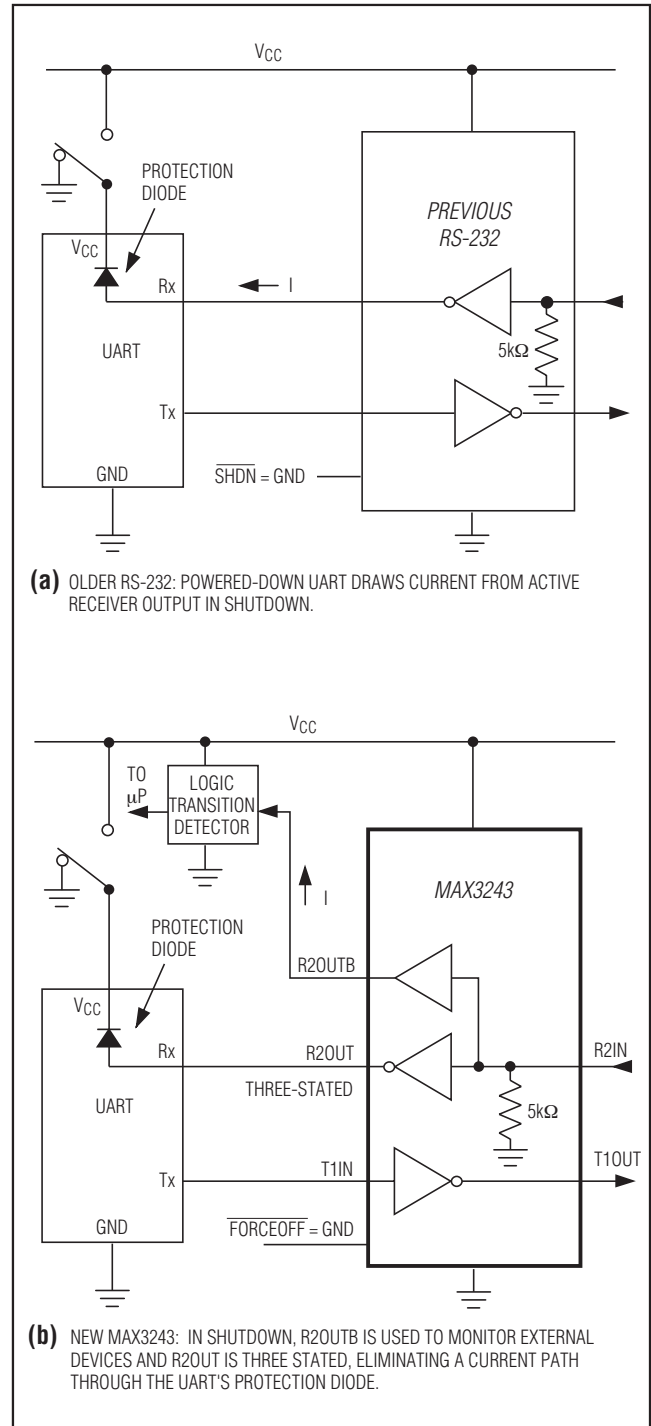 VCC
PROTECTION
DIODE
VCC
Rx
I
UART
Tx
GND
PREVIOUS
RS-232
5kΩ
SHDN = GND
(a) OLDER RS-232: POWERED-DOWN UART DRAWS CURRENT FROM ACTIVE
RECEIVER OUTPUT IN SHUTDOWN.
VCC
TO
µP
LOGIC
TRANSITION
DETECTOR
I
MAX3243
PROTECTION
DIODE
R2OUTB
VCC
Rx
R2OUT
R2IN
THREE-STATED
UART
5kΩ
Tx
T1IN
T1OUT
GND
FORCEOFF = GND
(b) NEW MAX3243: IN SHUTDOWN, R2OUTB IS USED TO MONITOR EXTERNAL
DEVICES AND R2OUT IS THREE STATED, ELIMINATING A CURRENT PATH
THROUGH THE UART'S PROTECTION DIODE.